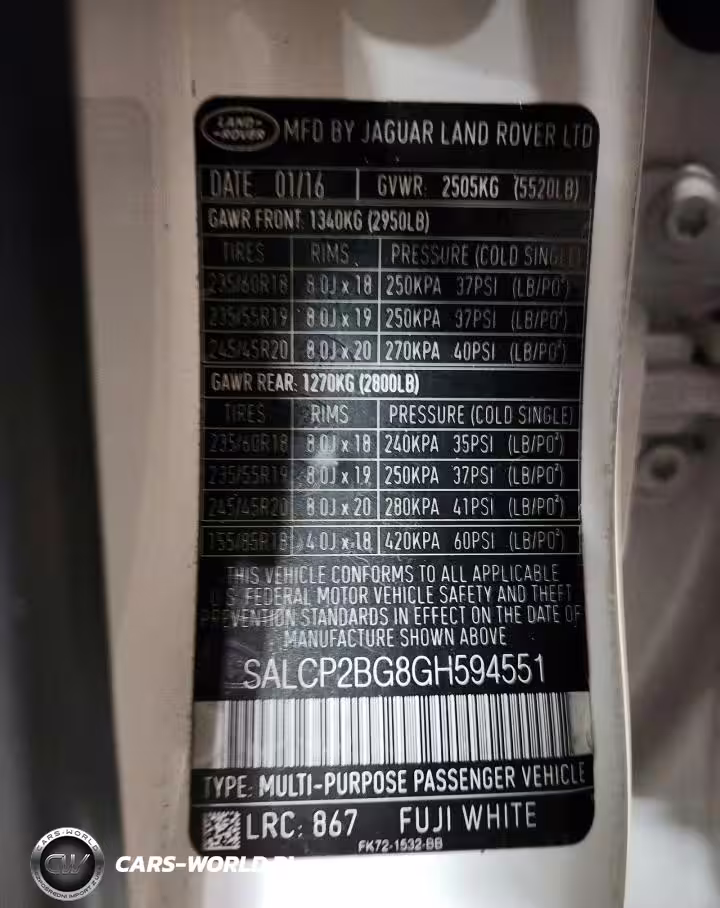 LAND-
-ROVER
MFD BY JAGUAR LAND ROVER LTD
DATE: 01/16 GVWR: 2505KG (5520LB)
GAWR FRONT: 1340KG (2950LB)
TIRES RIMS PRESSURE (COLD SINGLE)
235/60R18 8.0J x 18 250KPA 37PSI (LB/PO²)
235/55R19 8.0J x 19 250KPA 37PSI (LB/PO²)
245/45R20 8.0J x 20 270KPA 40PSI (LB/PO²)
GAWR REAR: 1270KG (2800LB)
TIRES RIMS PRESSURE (COLD SINGLE)
235/60R18 8.0J x 18 240KPA 35PSI (LB/PO²)
235/55R19 8.0J x 19 250KPA 37PSI (LB/PO²)
245/45R20 8.0J x 20 280KPA 41PSI (LB/PO²)
155/85R18 4.0J x 18 420KPA 60PSI (LB/PO²)
THIS VEHICLE CONFORMS TO ALL APPLICABLE
U.S. FEDERAL MOTOR VEHICLE SAFETY AND THEFT
PREVENTION STANDARDS IN EFFECT ON THE DATE OF
MANUFACTURE SHOWN ABOVE
SALCP2BG8GH594551
TYPE: MULTI-PURPOSE PASSENGER VEHICLE
LRC: 867 FUJI WHITE
FK72-1532-BB
CARS-WORLD
CW
CARS-WORLD.